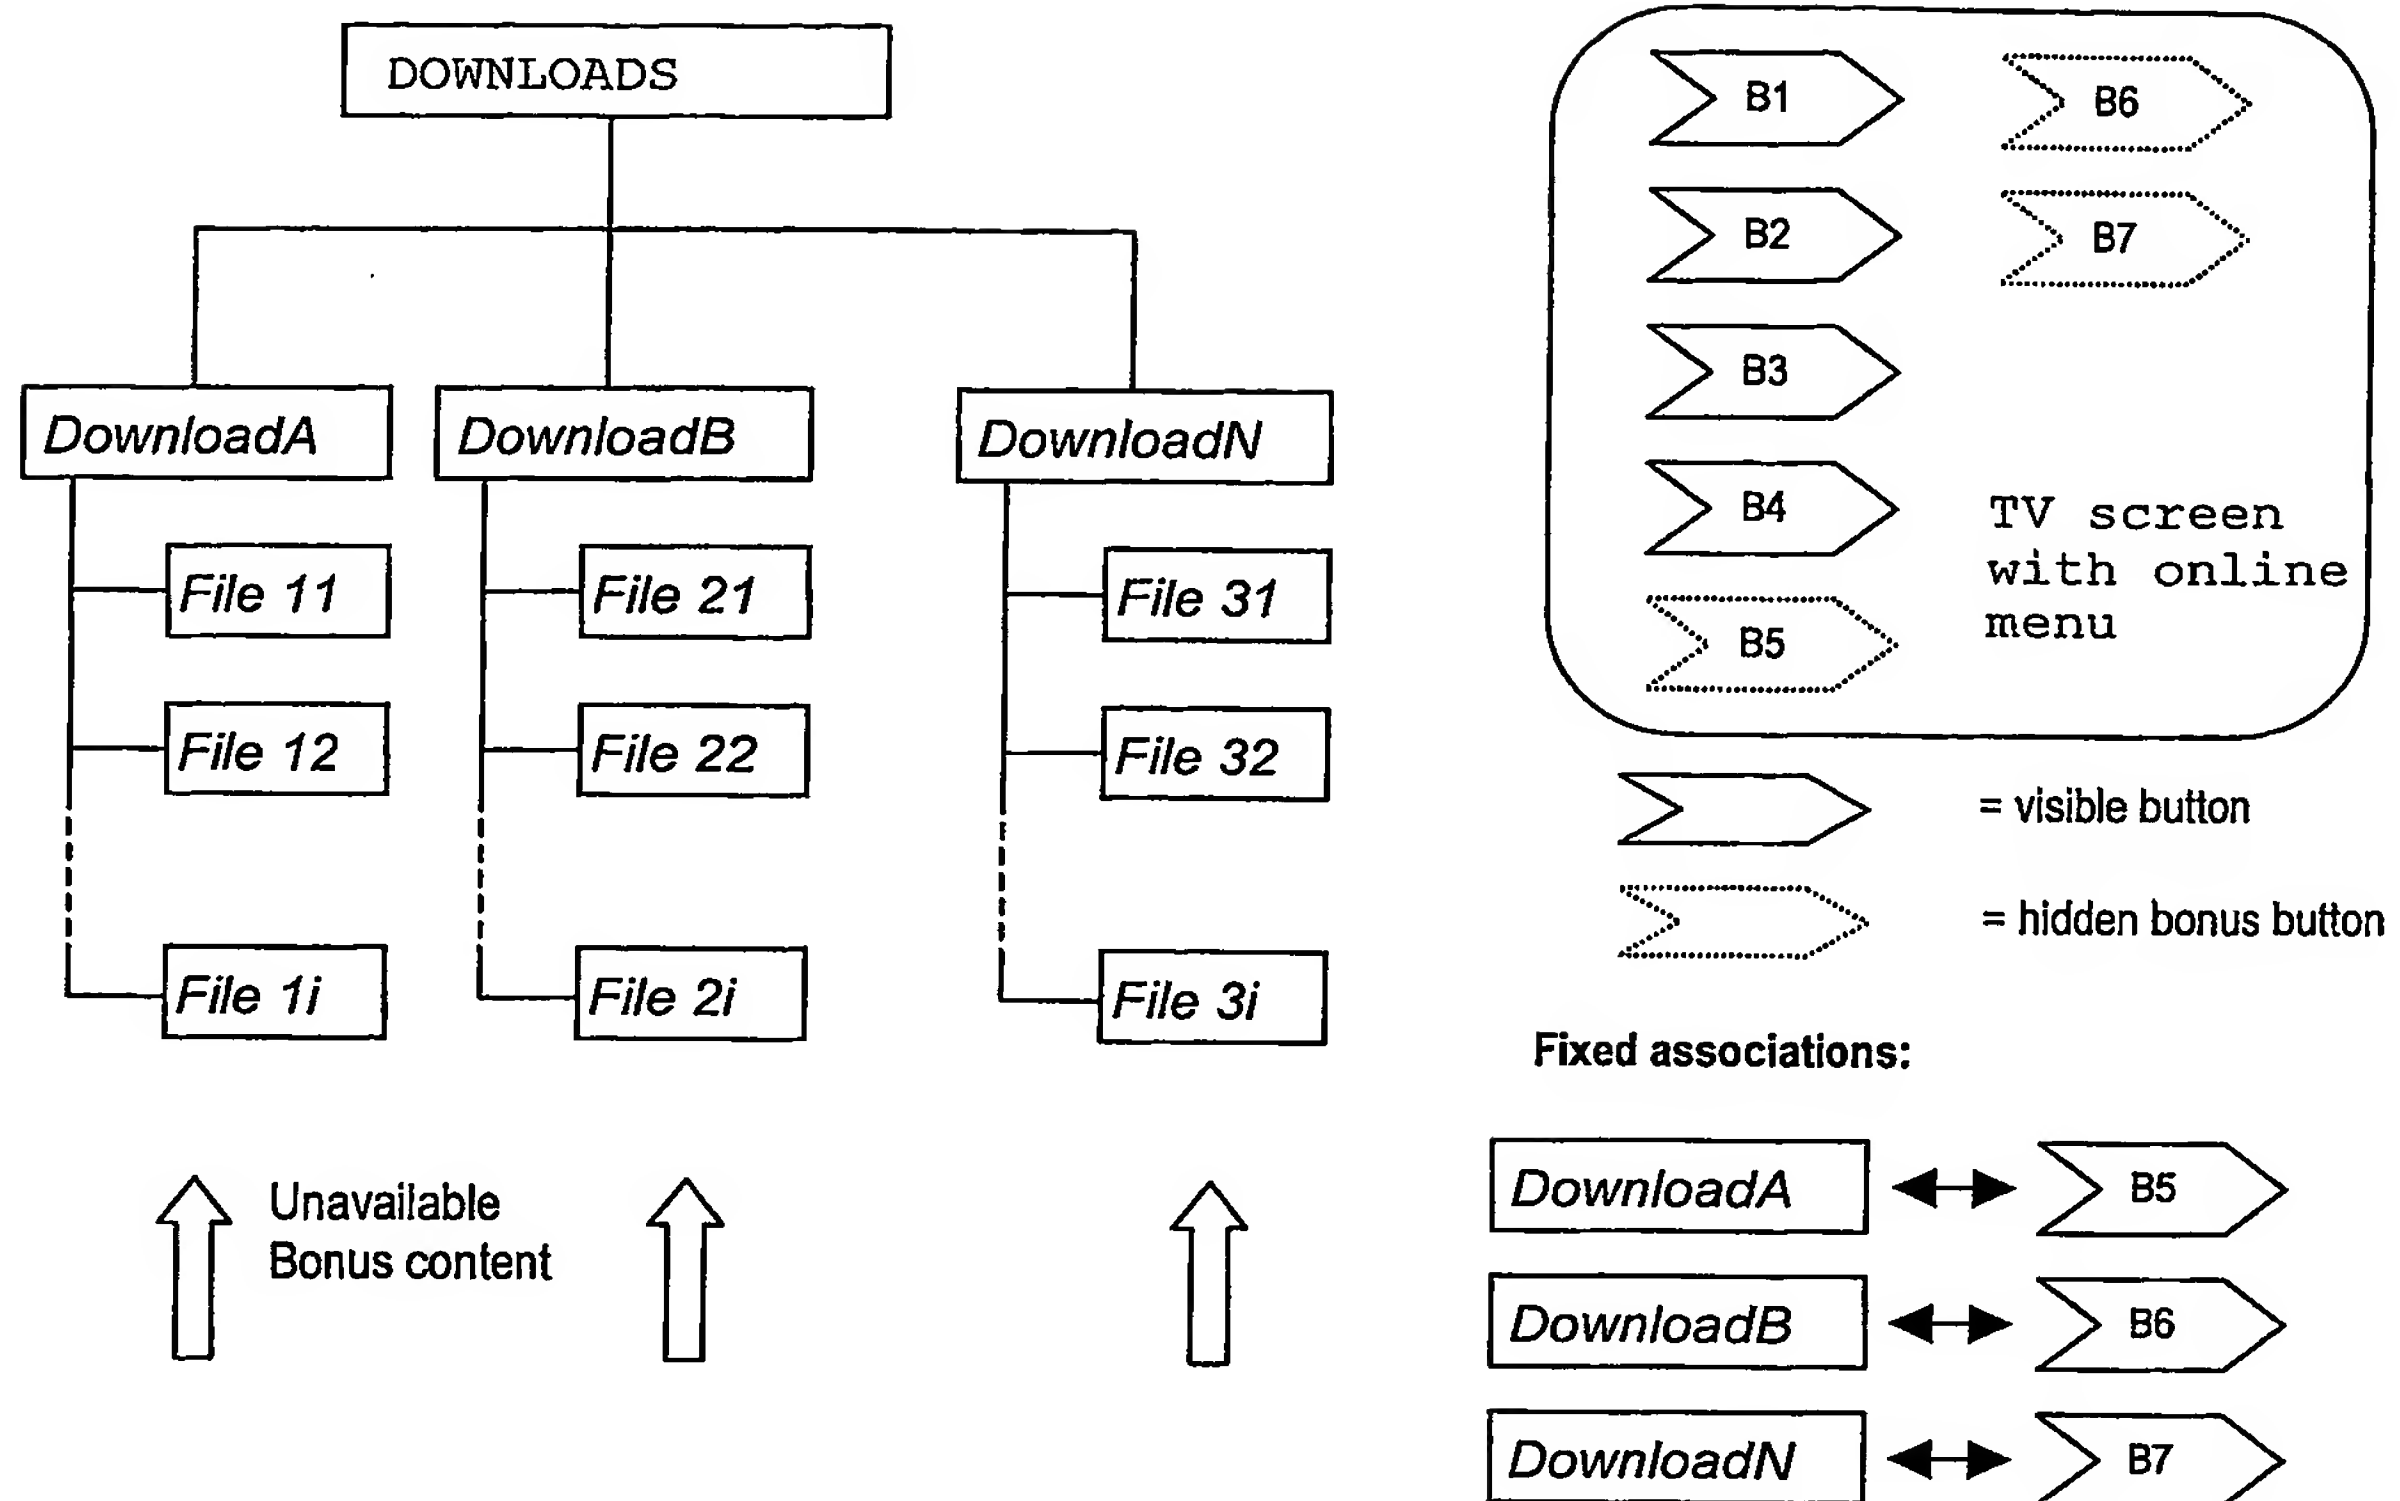 DOWNLOADS
DownloadA
DownloadB
DownloadN
File 11
File 21
File 31
File 12
File 22
File 32
File 1i
File 2i
File 3i
Unavailable
Bonus content
B1
B6
B2
B7
B3
B4
B5
TV screen
with online
menu
= visible button
= hidden bonus button
Fixed associations:
DownloadA
B5
DownloadB
B6
DownloadN
B7